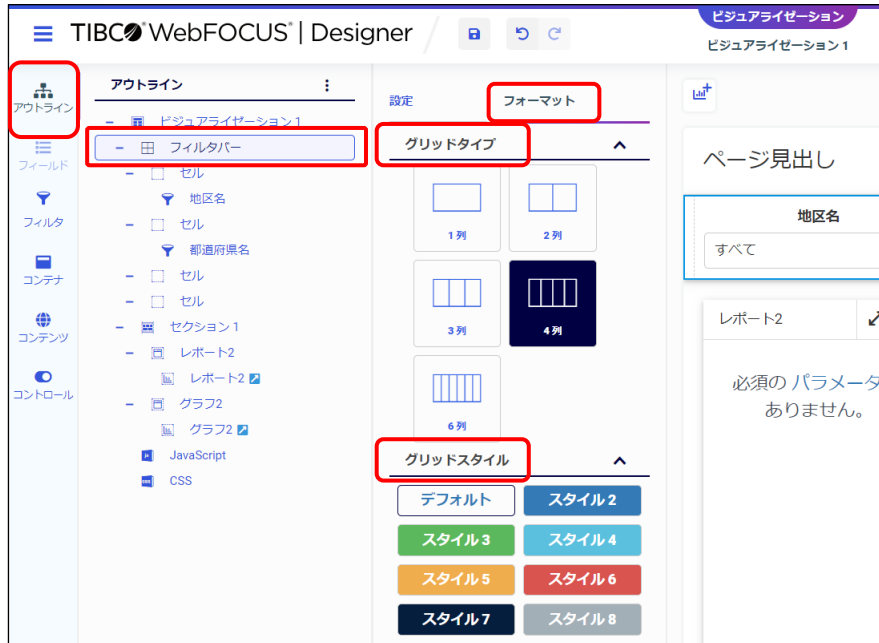 TIBCO® WebFOCUS® | Designer
ビジュアライゼーション
ビジュアライゼーション 1
アウトライン
フィールド
フィルタ
コンテナ
コンテンツ
コントロール
アウトライン
ビジュアライゼーション 1
フィルタバー
セル
地区名
セル
都道府県名
セル
セル
セクション 1
レポート2
レポート2
グラフ2
グラフ2
JavaScript
CSS
設定
フォーマット
グリッドタイプ
1 列
2 列
3 列
4 列
6 列
グリッドスタイル
デフォルト
スタイル 2
スタイル 3
スタイル 4
スタイル 5
スタイル 6
スタイル 7
スタイル 8
ページ見出し
地区名
すべて
レポート2
必須の パラメータ
ありません。